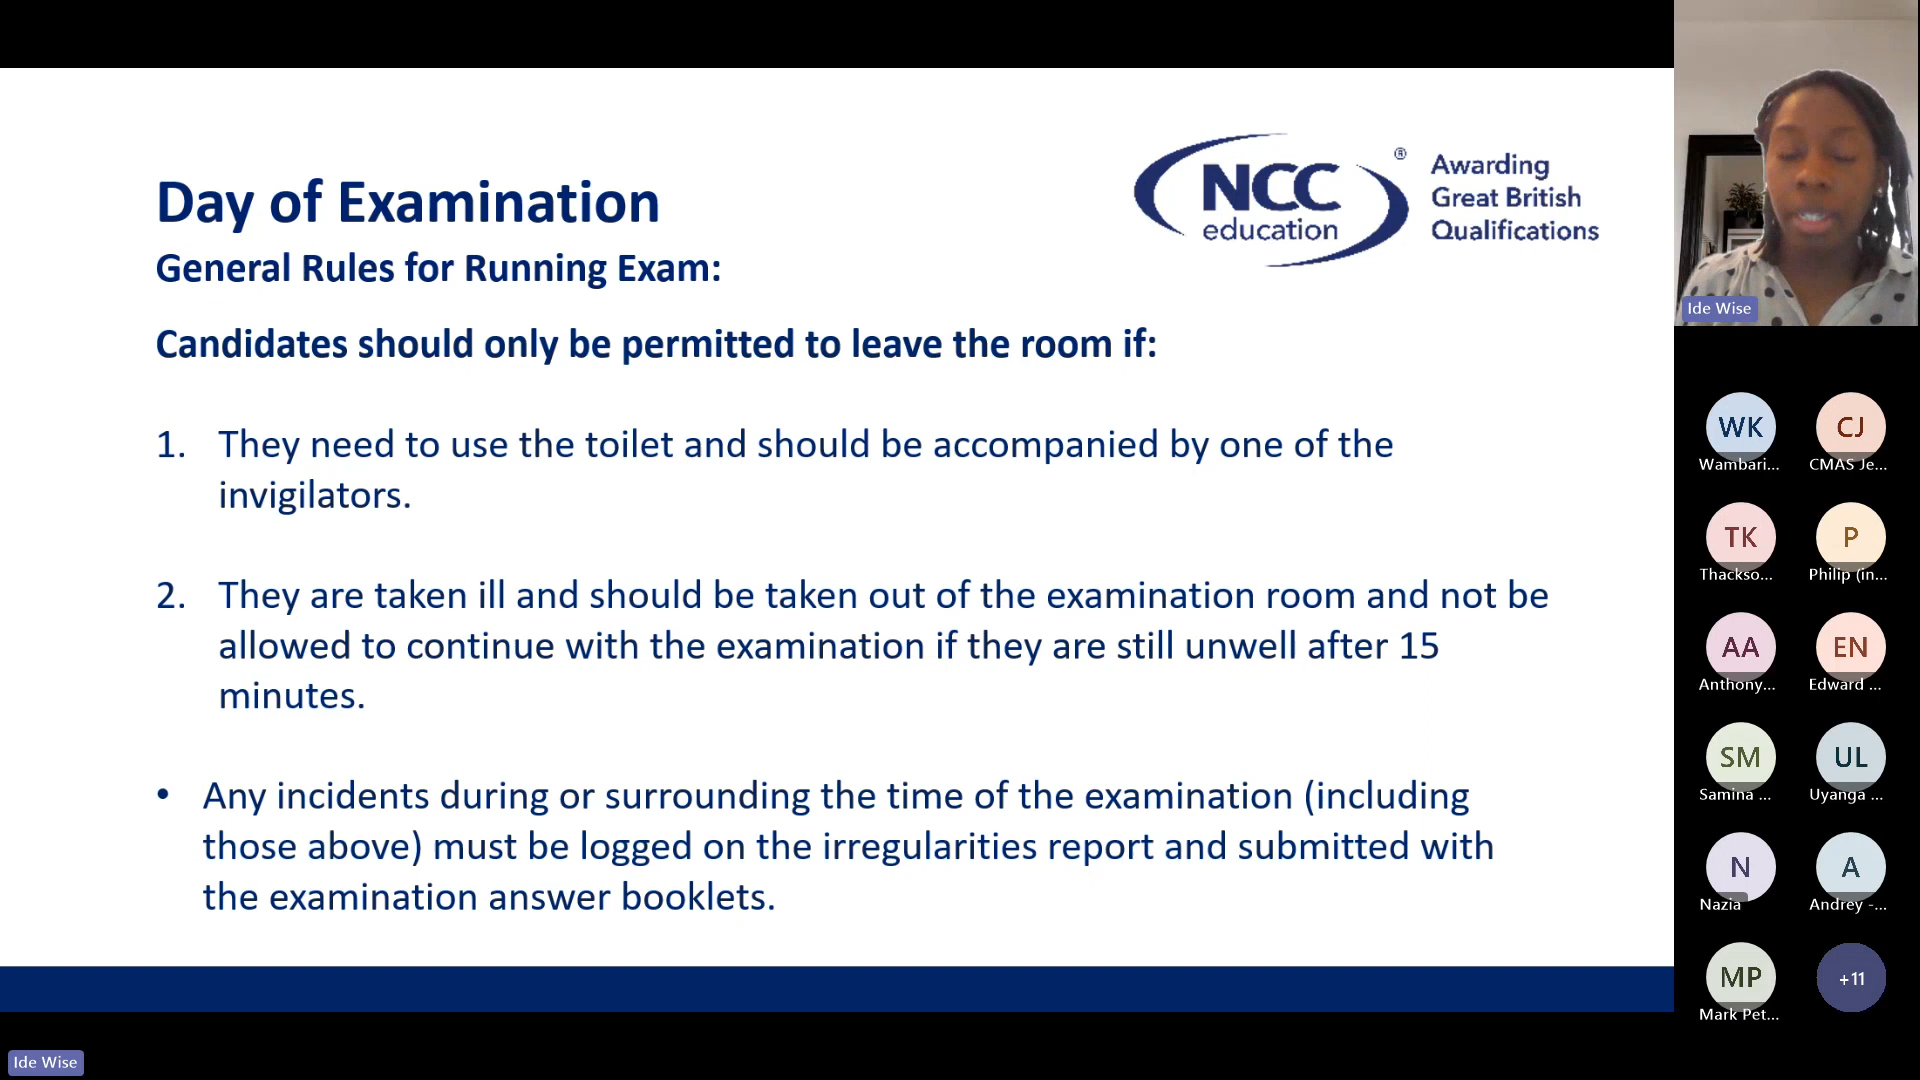 Day of Examination
General Rules for Running Exam:
Candidates should only be permitted to leave the room if:
1. They need to use the toilet and should be accompanied by one of the
invigilators.
2. They are taken ill and should be taken out of the examination room and not be
allowed to continue with the examination if they are still unwell after 15
minutes.
• Any incidents during or surrounding the time of the examination (including
those above) must be logged on the irregularities report and submitted with
the examination answer booklets.
NCC
education
®
Awarding
Great British
Qualifications
Ide Wise
WK
Wambari...
CJ
CMAS Je...
TK
Thackso...
P
Philip (in...
AA
Anthony...
EN
Edward ...
SM
Samina ...
UL
Uyanga ...
N
Nazia
A
Andrey -...
MP
Mark Pet...
+11
Ide Wise